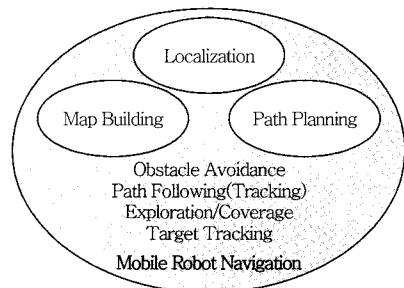 Localization
Map Building
Path Planning
Obstacle Avoidance
Path Following(Tracking)
Exploration/Coverage
Target Tracking
Mobile Robot Navigation